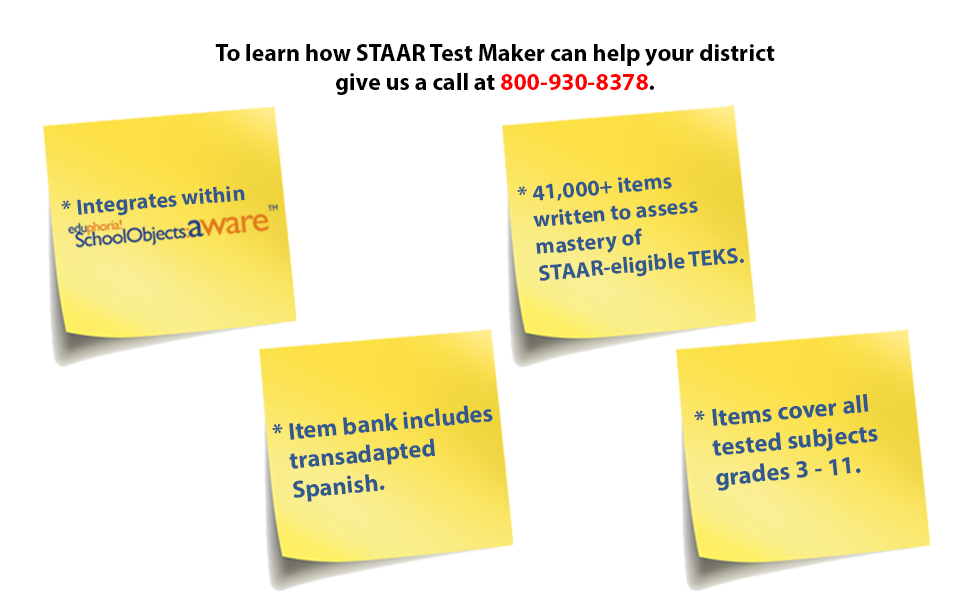 To learn how STAAR Test Maker can help your district
give us a call at 800-930-8378.
* Integrates within
eduphoria!
SchoolObjects:aware™
* 41,000+ items
written to assess
mastery of
STAAR-eligible TEKS.
* Item bank includes
transadapted
Spanish.
* Items cover all
tested subjects
grades 3 - 11.